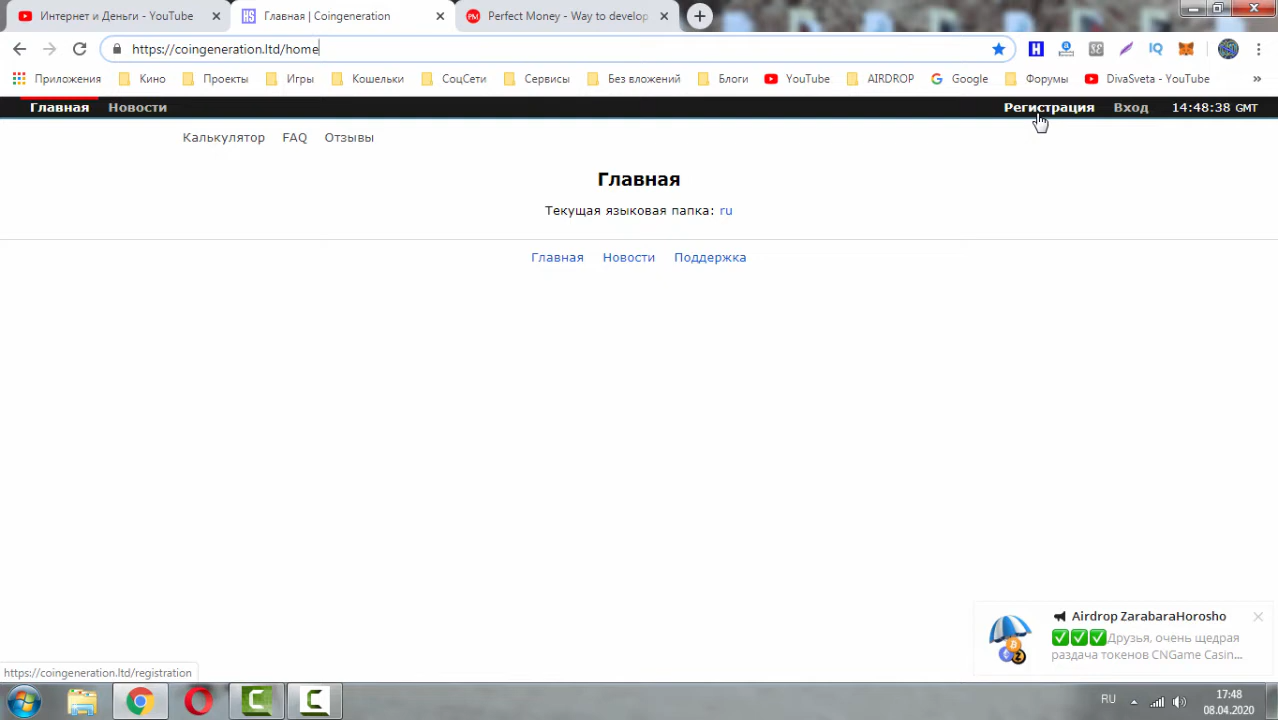 Интернет и Деньги - YouTube
Главная | Coingeneration
Perfect Money - Way to develop
https://coingeneration.ltd/home
Приложения Кино Проекты Игры Кошельки СоцСети Сервисы Без вложений Блоги YouTube AIRDROP Google Форумы DivaSveta - YouTube »
Главная Новости Регистрация Вход 14:48:38 GMT
Калькулятор FAQ Отзывы
Главная
Текущая языковая папка: ru
Главная Новости Поддержка
Airdrop ZarabaraHorosho
Друзья, очень щедрая
раздача токенов CNGame Casin...
https://coingeneration.ltd/registration
RU
17:48
08.04.2020